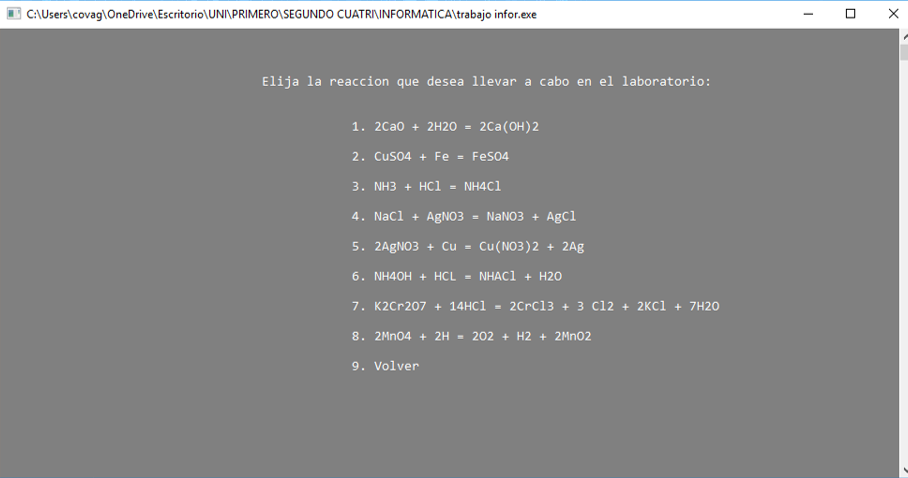 C:\Users\covag\OneDrive\Escritorio\UNI\PRIMERO\SEGUNDO CUATRI\INFORMATICA\trabajo infor.exe
Elija la reaccion que desea llevar a cabo en el laboratorio:
1. 2CaO + 2H2O = 2Ca(OH)2
2. CuSO4 + Fe = FeSO4
3. NH3 + HCl = NH4Cl
4. NaCl + AgNO3 = NaNO3 + AgCl
5. 2AgNO3 + Cu = Cu(NO3)2 + 2Ag
6. NH4OH + HCL = NHACl + H2O
7. K2Cr2O7 + 14HCl = 2CrCl3 + 3 Cl2 + 2KCl + 7H2O
8. 2MnO4 + 2H = 2O2 + H2 + 2MnO2
9. Volver